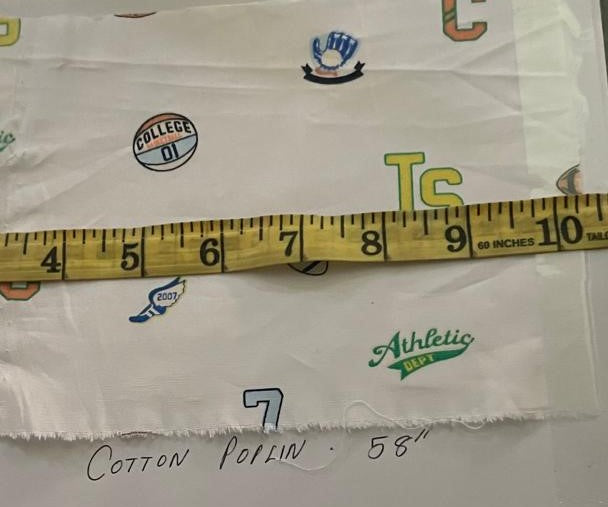 COLLEGE
01
TS
4 5 6 7 8 9 60 INCHES 10 TAILO
2007
Athletic
DEPT
7
COTTON POPLIN . 58"